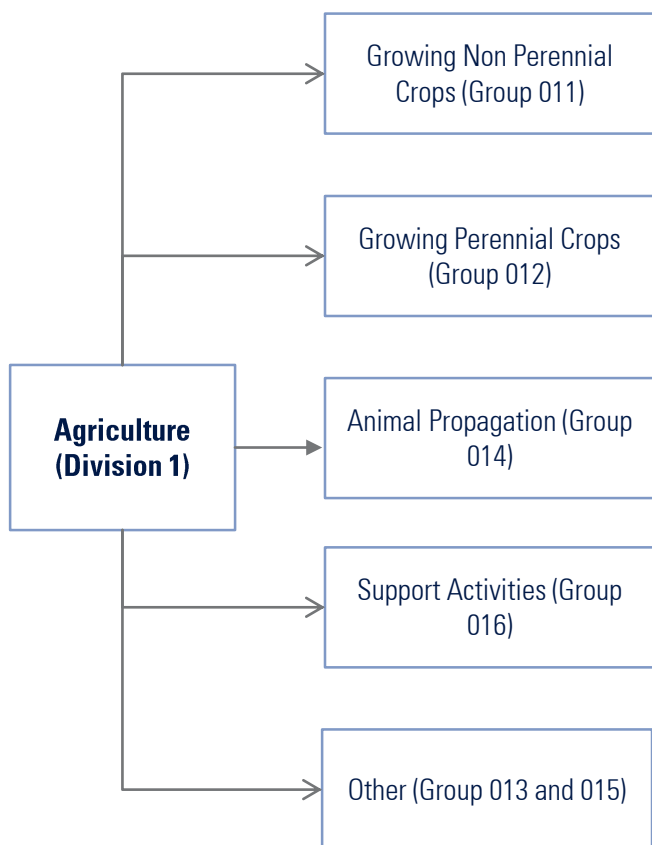 Growing Non Perennial
Crops (Group 011)
Growing Perennial Crops
(Group 012)
Agriculture
(Division 1)
Animal Propagation (Group
014)
Support Activities (Group
016)
Other (Group 013 and 015)